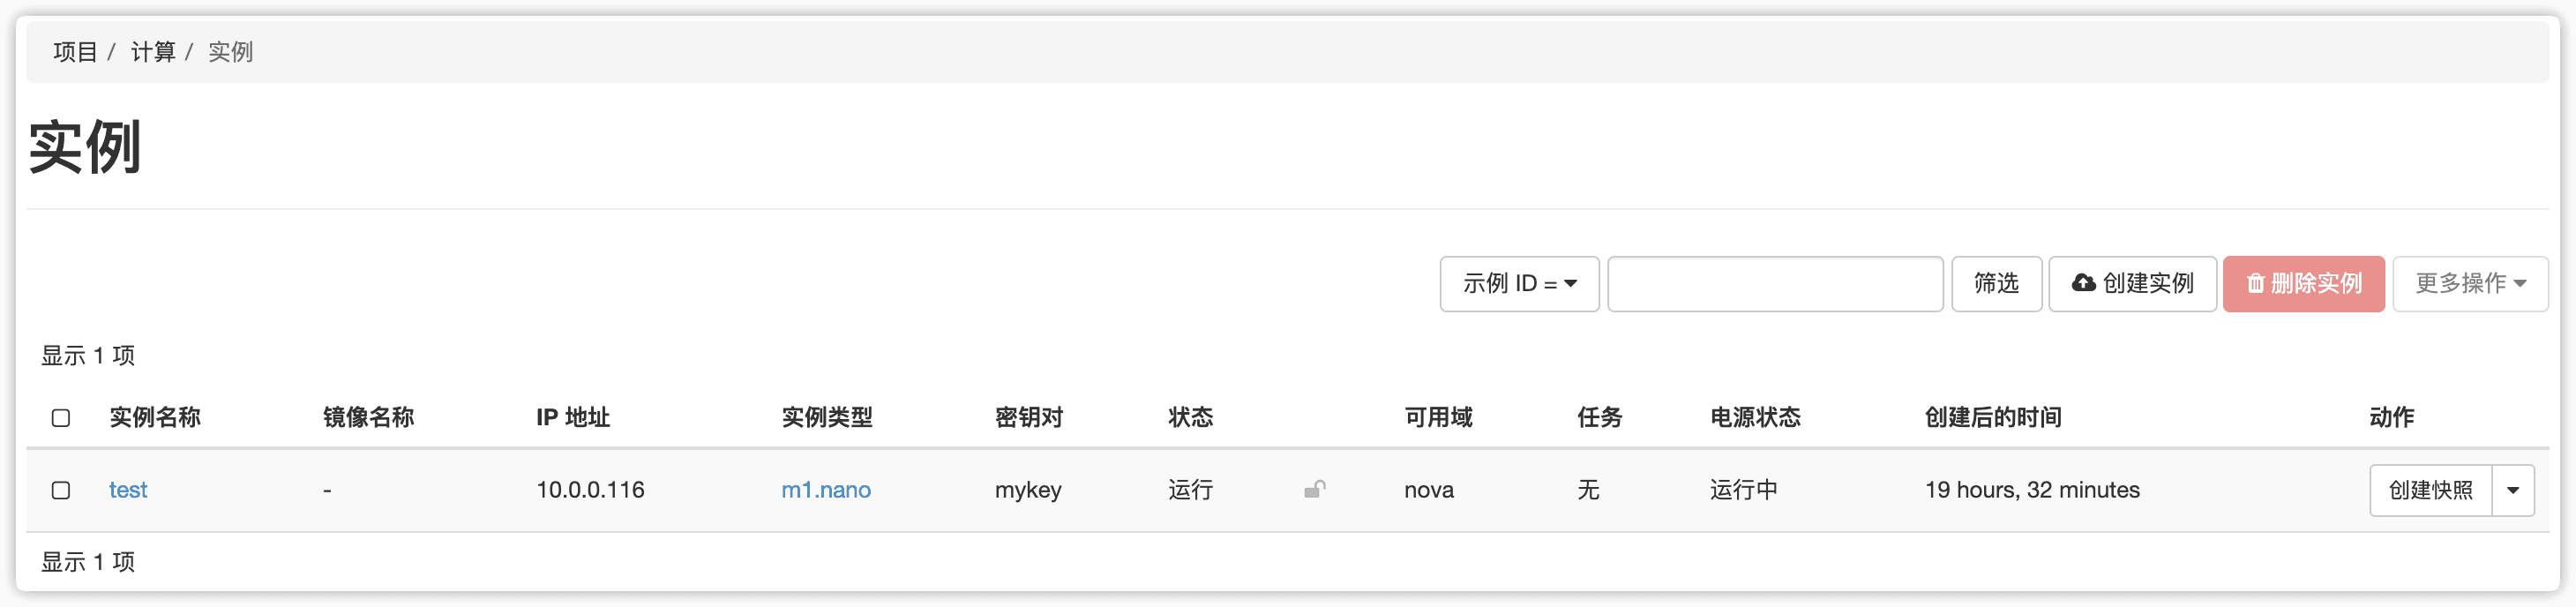 项目 / 计算 / 实例
实例
示例 ID = 筛选 创建实例 删除实例 更多操作
显示 1 项
实例名称 镜像名称 IP 地址 实例类型 密钥对 状态 可用域 任务 电源状态 创建后的时间 动作
test - 10.0.0.116 m1.nano mykey 运行 nova 无 运行中 19 hours, 32 minutes 创建快照
显示 1 项